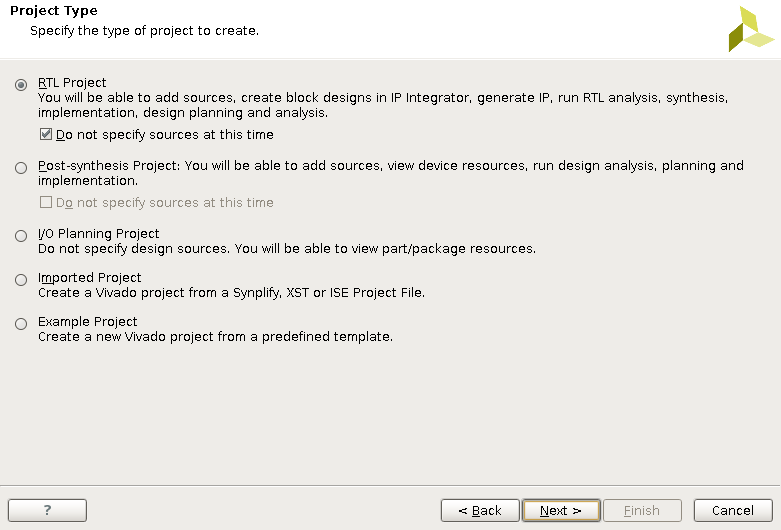 Project Type
Specify the type of project to create.
RTL Project
You will be able to add sources, create block designs in IP Integrator, generate IP, run RTL analysis, synthesis,
implementation, design planning and analysis.
Do not specify sources at this time
Post-synthesis Project: You will be able to add sources, view device resources, run design analysis, planning and
implementation.
Do not specify sources at this time
I/O Planning Project
Do not specify design sources. You will be able to view part/package resources.
Imported Project
Create a Vivado project from a Synplify, XST or ISE Project File.
Example Project
Create a new Vivado project from a predefined template.
? < Back Next > Finish Cancel